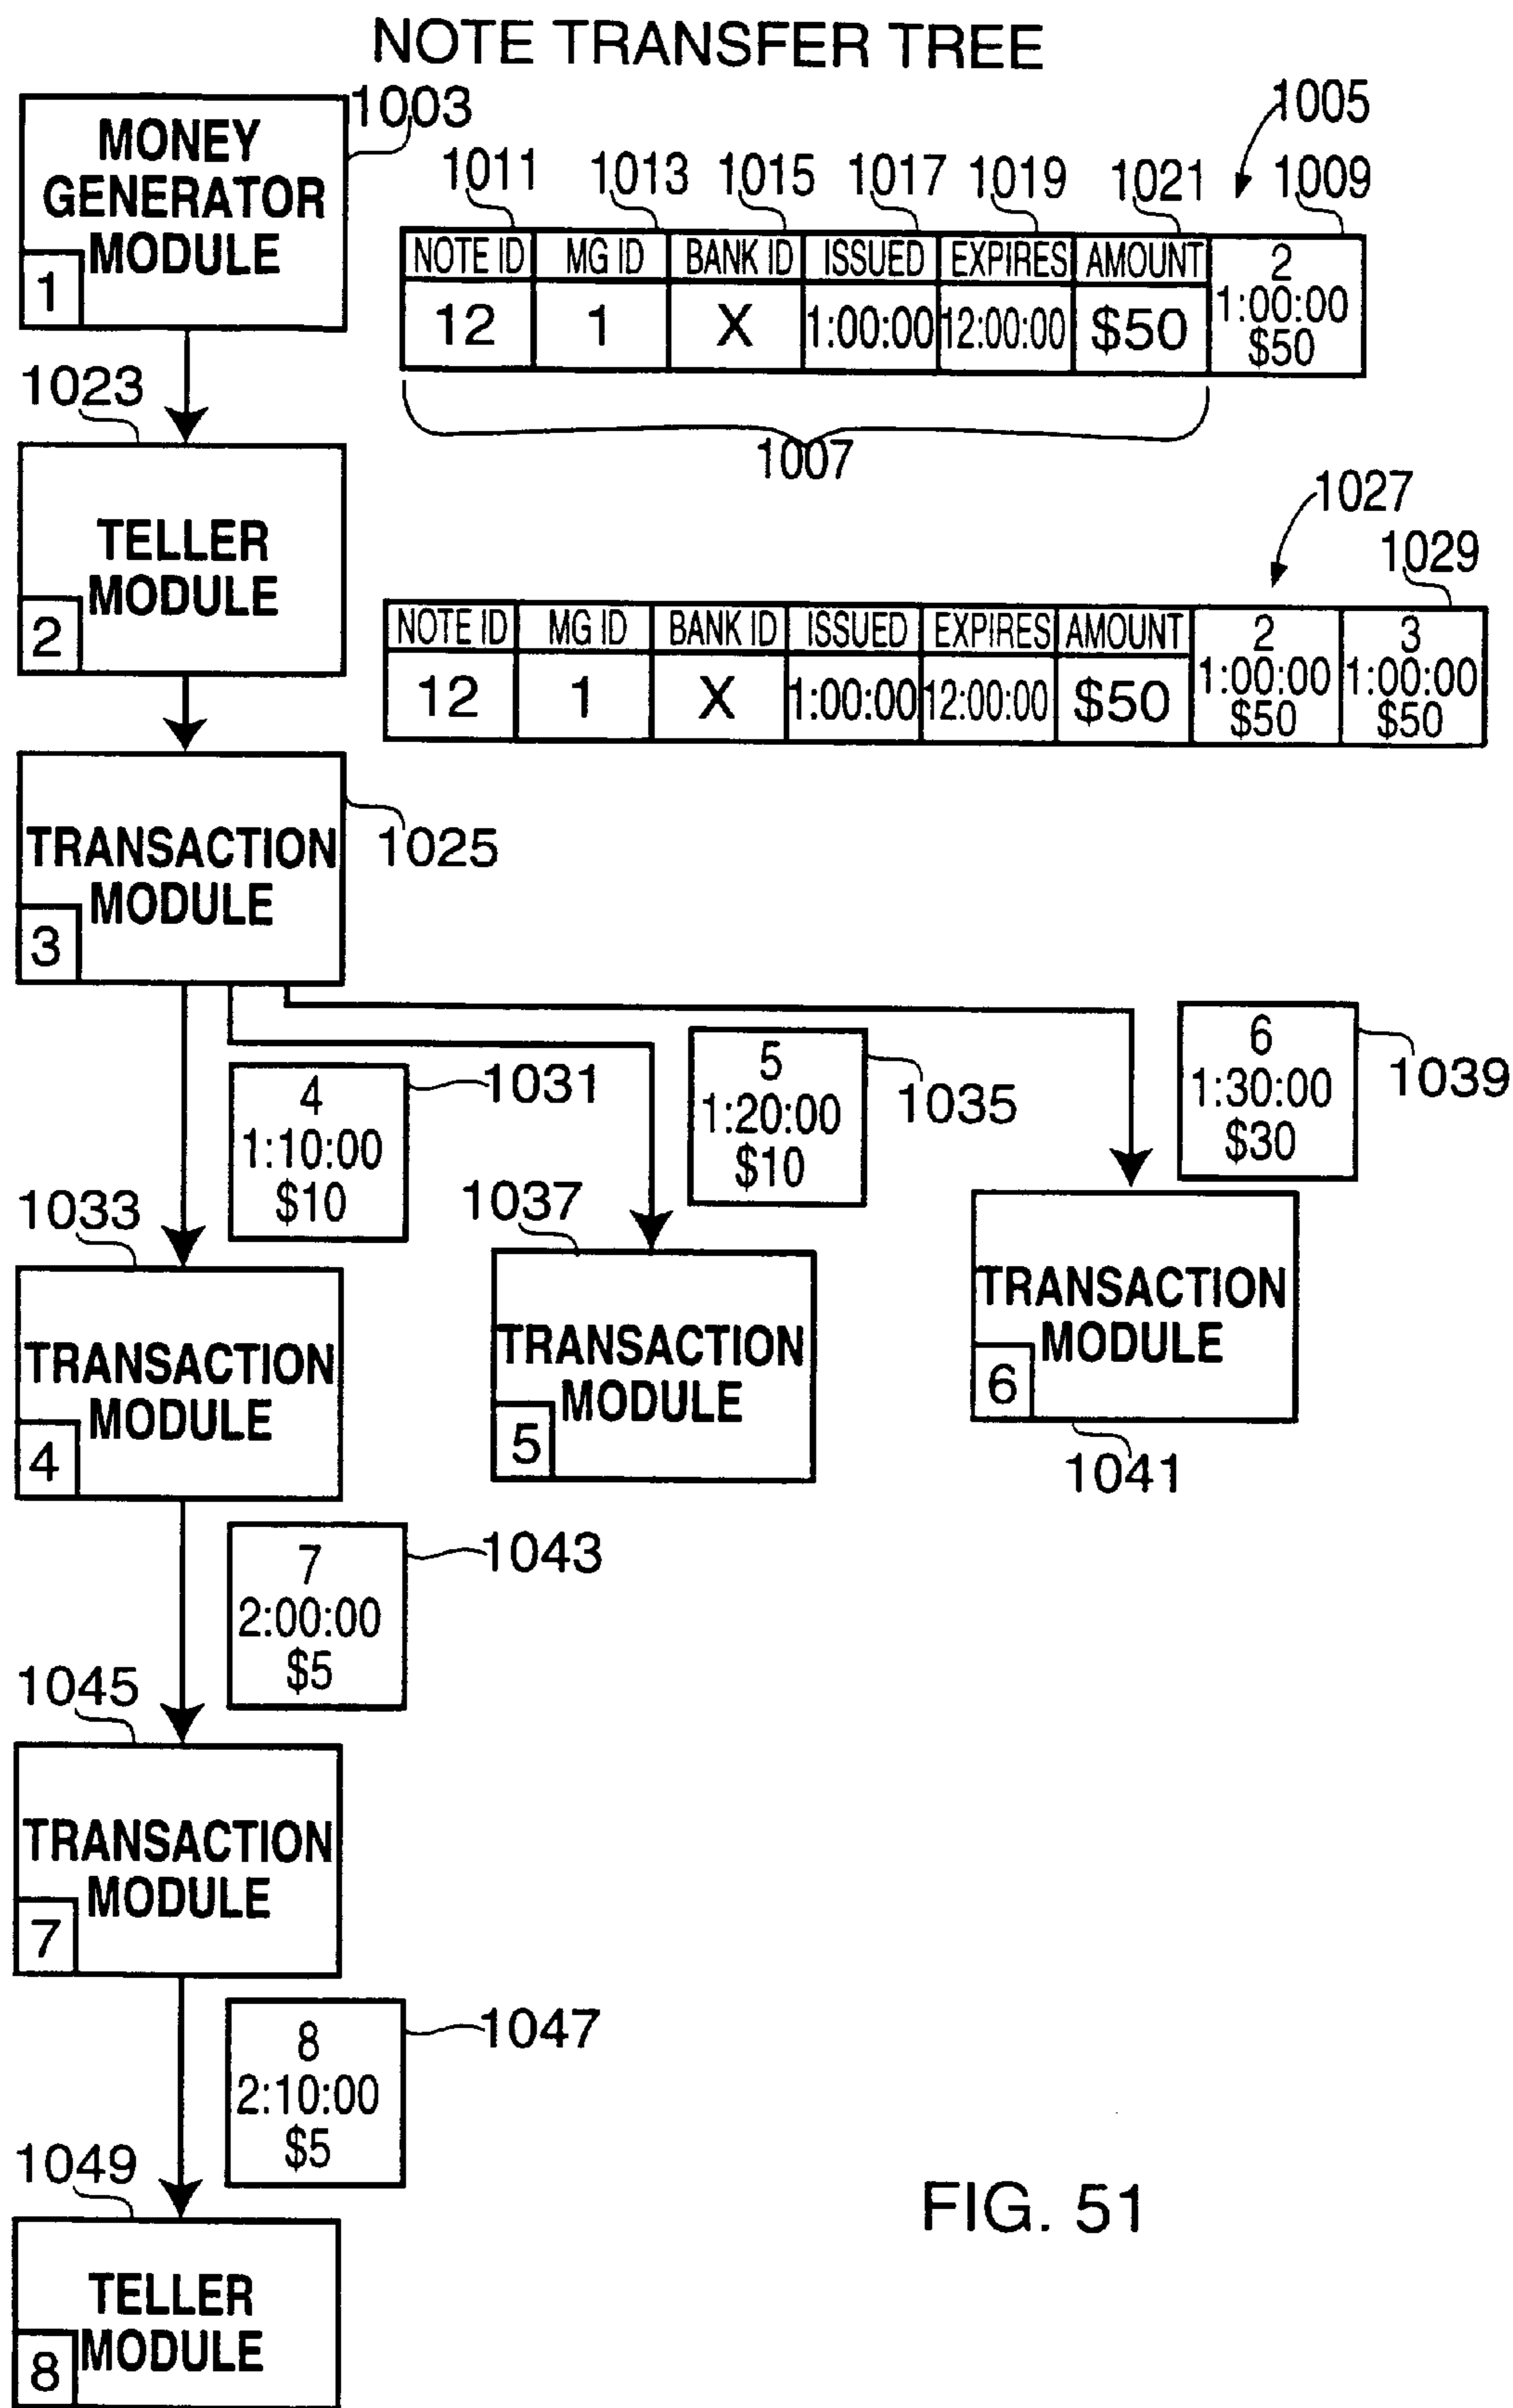 NOTE TRANSFER TREE
1003
MONEY
GENERATOR
MODULE
1
1005
1011 1013 1015 1017 1019 1021 1009
NOTE ID MG ID BANK ID ISSUED EXPIRES AMOUNT
12 1 X 1:00:00 12:00:00 $50
2
1:00:00
$50
1007
1023
TELLER
MODULE
2
1027
1029
NOTE ID MG ID BANK ID ISSUED EXPIRES AMOUNT
12 1 X 1:00:00 12:00:00 $50
2
1:00:00
$50
3
1:00:00
$50
TRANSACTION
MODULE
3
1025
4
1:10:00
$10
1031
5
1:20:00
$10
1035
6
1:30:00
$30
1039
1033
TRANSACTION
MODULE
4
1037
TRANSACTION
MODULE
5
TRANSACTION
MODULE
6
1041
7
2:00:00
$5
1043
1045
TRANSACTION
MODULE
7
8
2:10:00
$5
1047
1049
TELLER
MODULE
8
FIG. 51